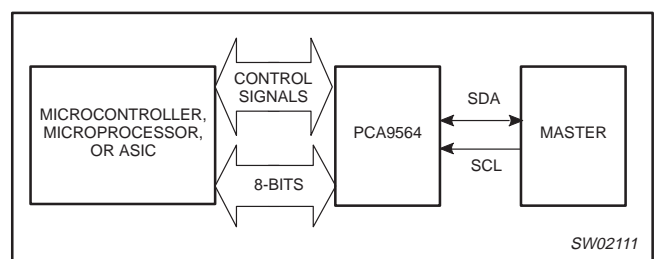 CONTROL
SIGNALS
MICROCONTROLLER,
MICROPROCESSOR,
OR ASIC
8-BITS
PCA9564
SDA
SCL
MASTER
SW02111